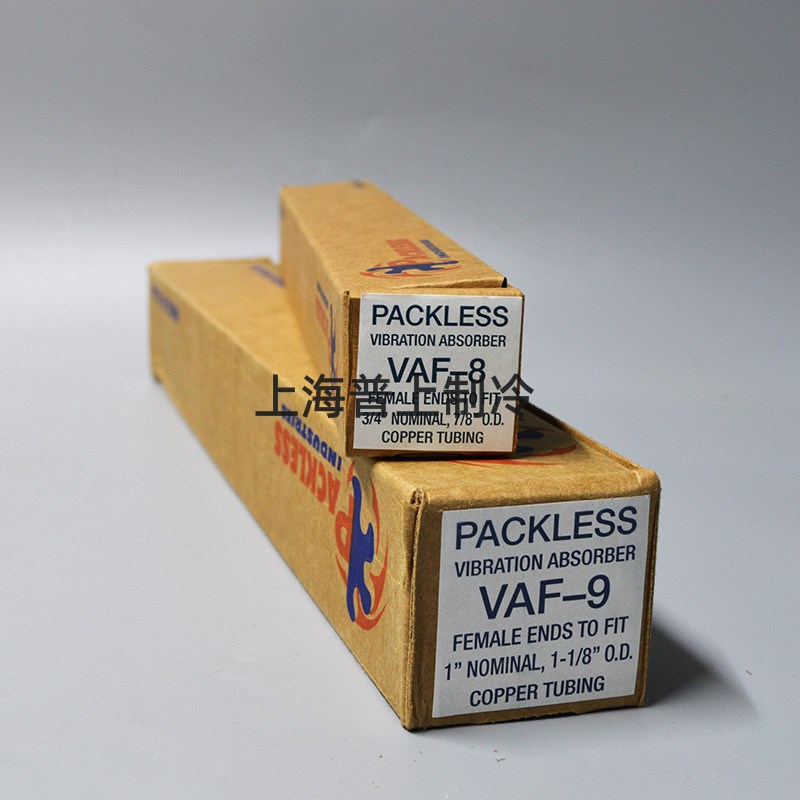 PACKLESS
PACKLESS
VIBRATION ABSORBER
VAF–8
FEMALE ENDS TO FIT
3/4” NOMINAL, 7/8” O.D.
COPPER TUBING
上海普上制冷
PACKLESS
INDUSTRIES
PACKLESS
VIBRATION ABSORBER
VAF–9
FEMALE ENDS TO FIT
1” NOMINAL, 1-1/8” O.D.
COPPER TUBING